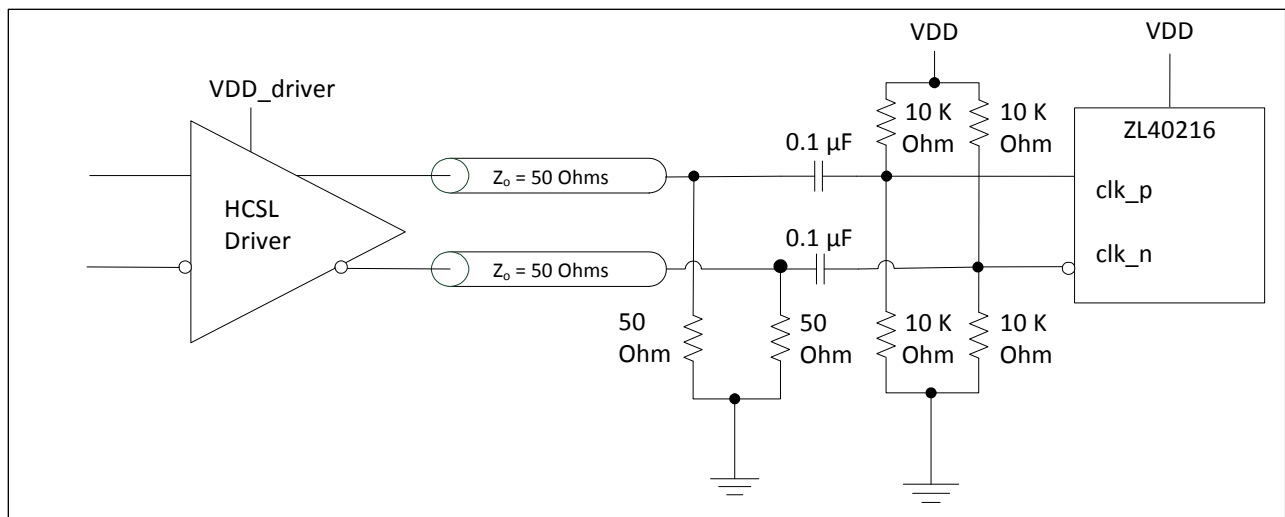 VDD
VDD
VDD_driver
10 K
Ohm
10 K
Ohm
ZL40216
0.1 µF
Zₒ = 50 Ohms
clk_p
HCSL
Driver
0.1 µF
clk_n
Zₒ = 50 Ohms
50
Ohm
50
Ohm
10 K
Ohm
10 K
Ohm